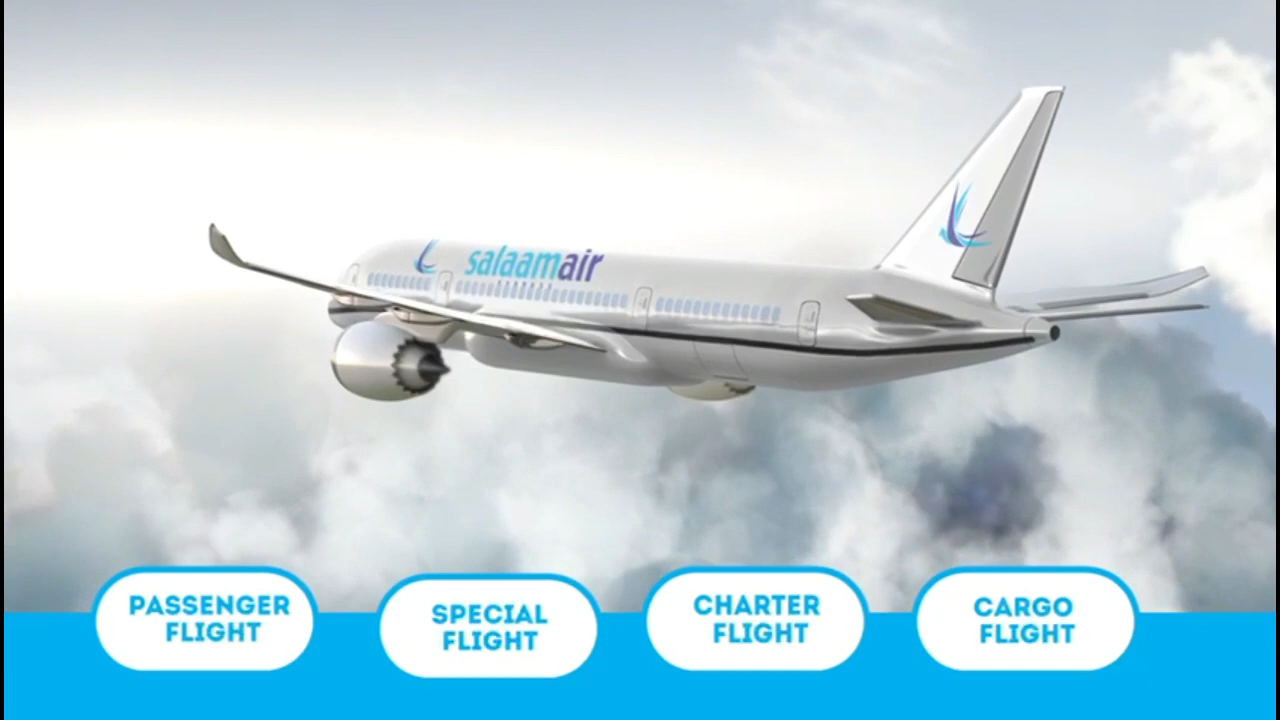 salaamair
PASSENGER
FLIGHT
SPECIAL
FLIGHT
CHARTER
FLIGHT
CARGO
FLIGHT